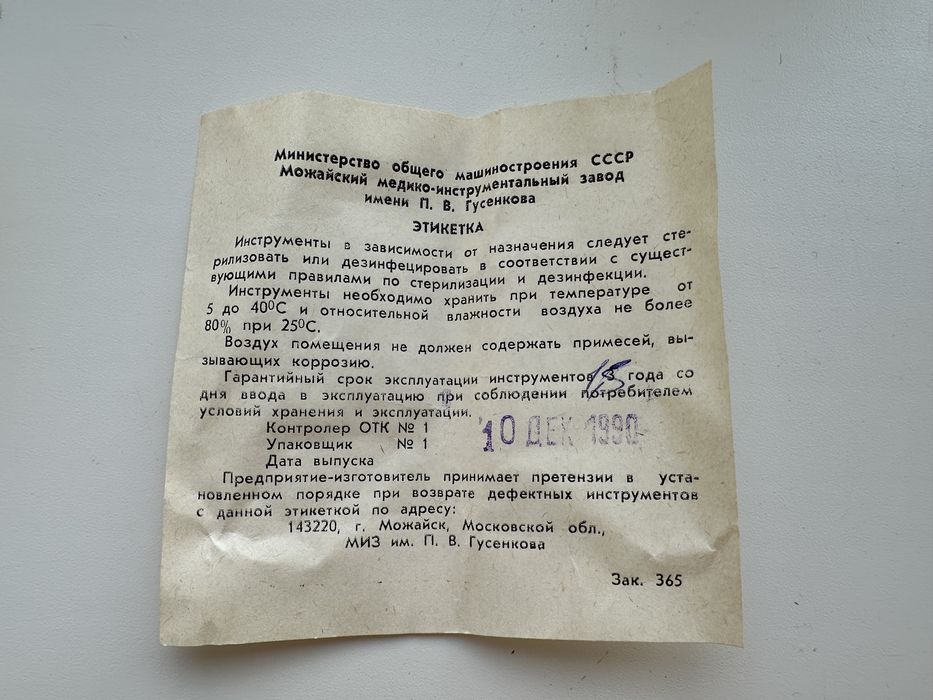 Министерство общего машиностроения СССР
Можайский медико-инструментальный завод
имени П. В. Гусенкова
ЭТИКЕТКА
Инструменты в зависимости от назначения следует сте-
рилизовать или дезинфецировать в соответствии с сущест-
вующими правилами по стерилизации и дезинфекции.
Инструменты необходимо хранить при температуре от
5 до 40°С и относительной влажности воздуха не более
80% при 25°С.
Воздух помещения не должен содержать примесей, вы-
зывающих коррозию.
Гарантийный срок эксплуатации инструментов 3 года со
дня ввода в эксплуатацию при соблюдении потребителем
условий хранения и эксплуатации.
Контролер ОТК № 1
Упаковщик № 1
10 ДЕК 1990
Дата выпуска
Предприятие-изготовитель принимает претензии в уста-
новленном порядке при возврате дефектных инструментов
с данной этикеткой по адресу:
143220, г. Можайск, Московской обл.,
МИЗ им. П. В. Гусенкова
Зак. 365